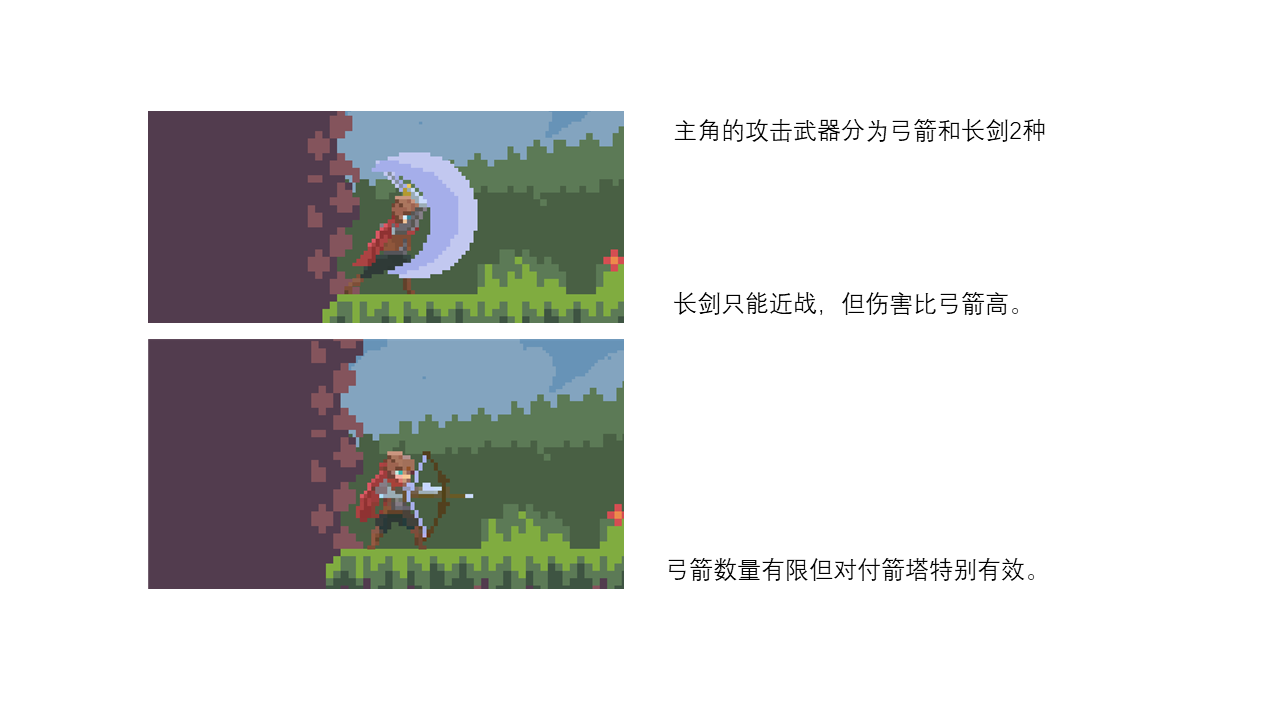 主角的攻击武器分为弓箭和长剑2种
长剑只能近战，但伤害比弓箭高。
弓箭数量有限但对付箭塔特别有效。